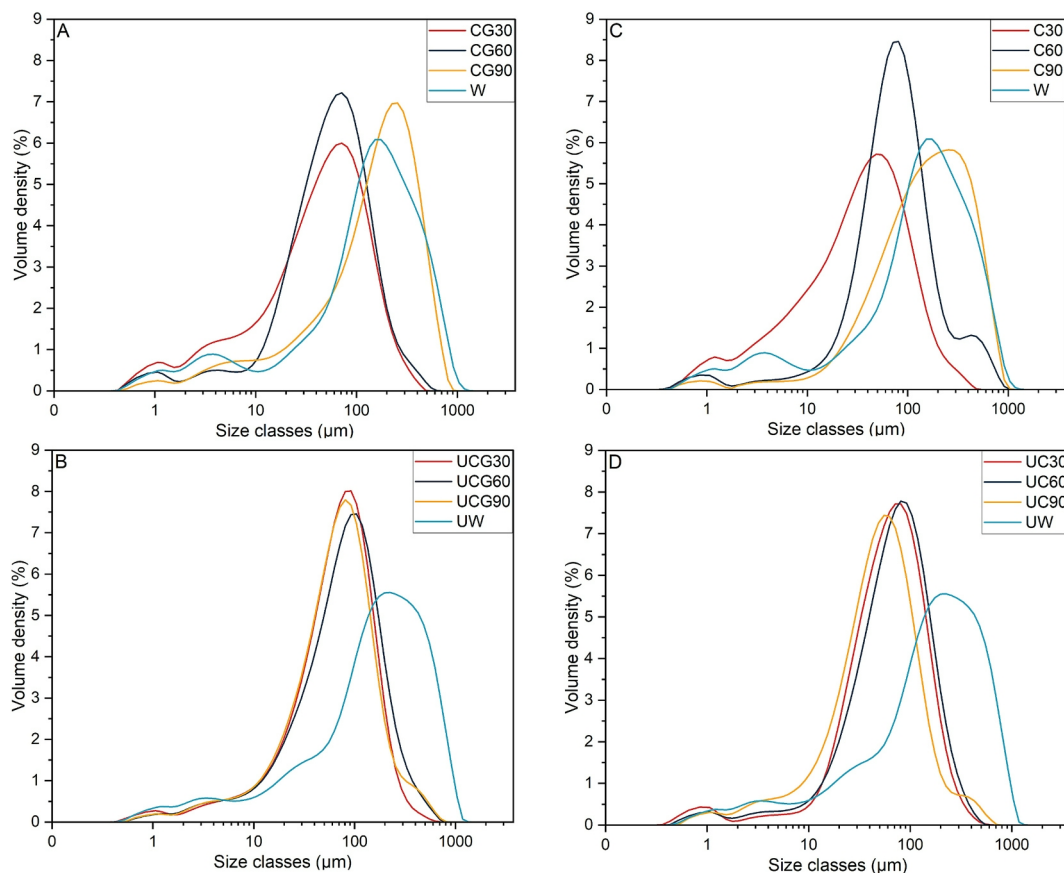 A
CG30
CG60
CG90
W
9
8
7
6
5
4
3
2
1
0
Volume density (%)
0 1 10 100 1000
Size classes (µm)
C
C30
C60
C90
W
9
8
7
6
5
4
3
2
1
0
Volume density (%)
0 1 10 100 1000
Size classes (µm)
B
UCG30
UCG60
UCG90
UW
9
8
7
6
5
4
3
2
1
0
Volume density (%)
0 1 10 100 1000
Size classes (µm)
D
UC30
UC60
UC90
UW
9
8
7
6
5
4
3
2
1
0
Volume density (%)
0 1 10 100 1000
Size classes (µm)